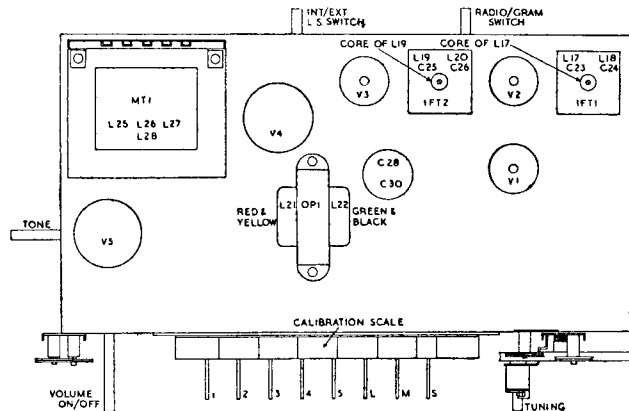 INT/EXT
L.S. SWITCH
RADIO/GRAM
SWITCH
CORE OF L19
CORE OF L17
L19 L20
C25 C26
IFT2
L17 L18
C23 C24
IFT1
MT1
L25 L26 L27
L28
V4
V3
V2
V1
C28
C30
RED &
YELLOW
L21
OP1
L22
GREEN &
BLACK
TONE
V5
CALIBRATION SCALE
1
2
3
4
5
L
M
S
VOLUME
ON/OFF
TUNING